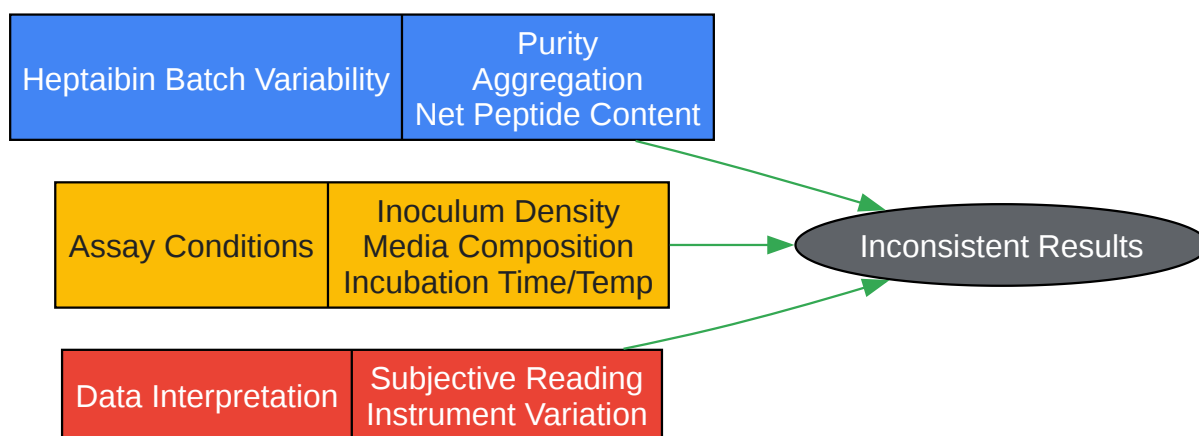 Heptaibin Batch Variability
Purity
Aggregation
Net Peptide Content
Assay Conditions
Inoculum Density
Media Composition
Incubation Time/Temp
Inconsistent Results
Data Interpretation
Subjective Reading
Instrument Variation